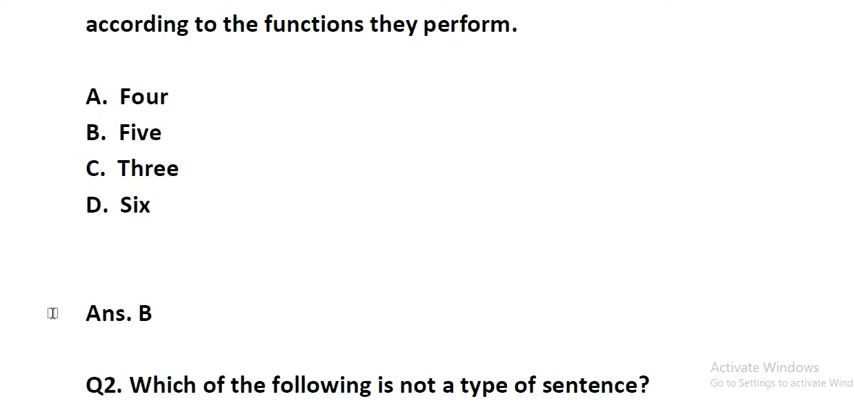 according to the functions they perform.
A. Four
B. Five
C. Three
D. Six
Ans. B
Activate Windows
Go to Settings to activate Wind
Q2. Which of the following is not a type of sentence?